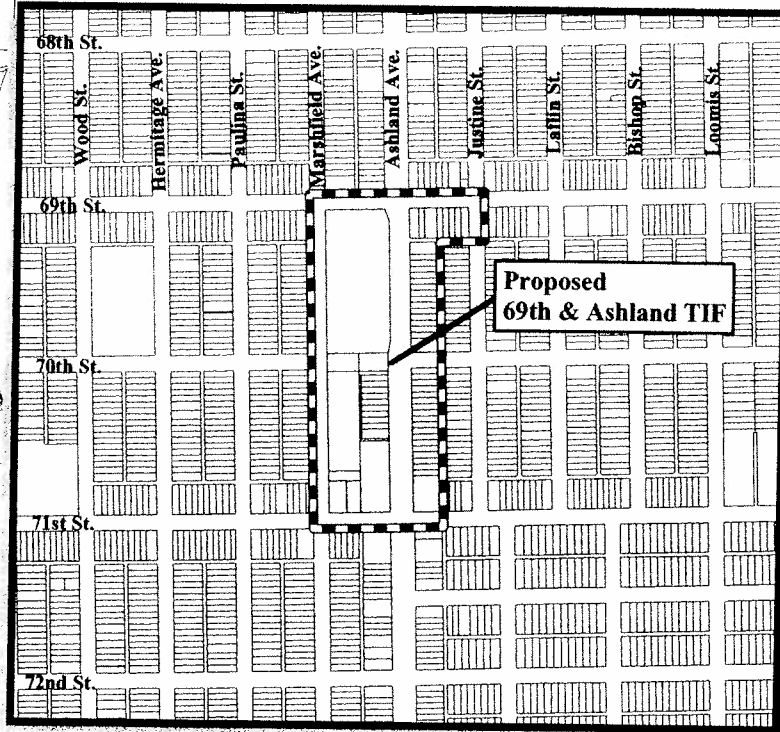 68th St.
Wood St.
Hermitage Ave.
Paulina St.
Marshfield Ave.
Ashland Ave.
Justine St.
Laflin St.
Bishop St.
Loomis St.
69th St.
Proposed
69th & Ashland TIF
70th St.
71st St.
72nd St.